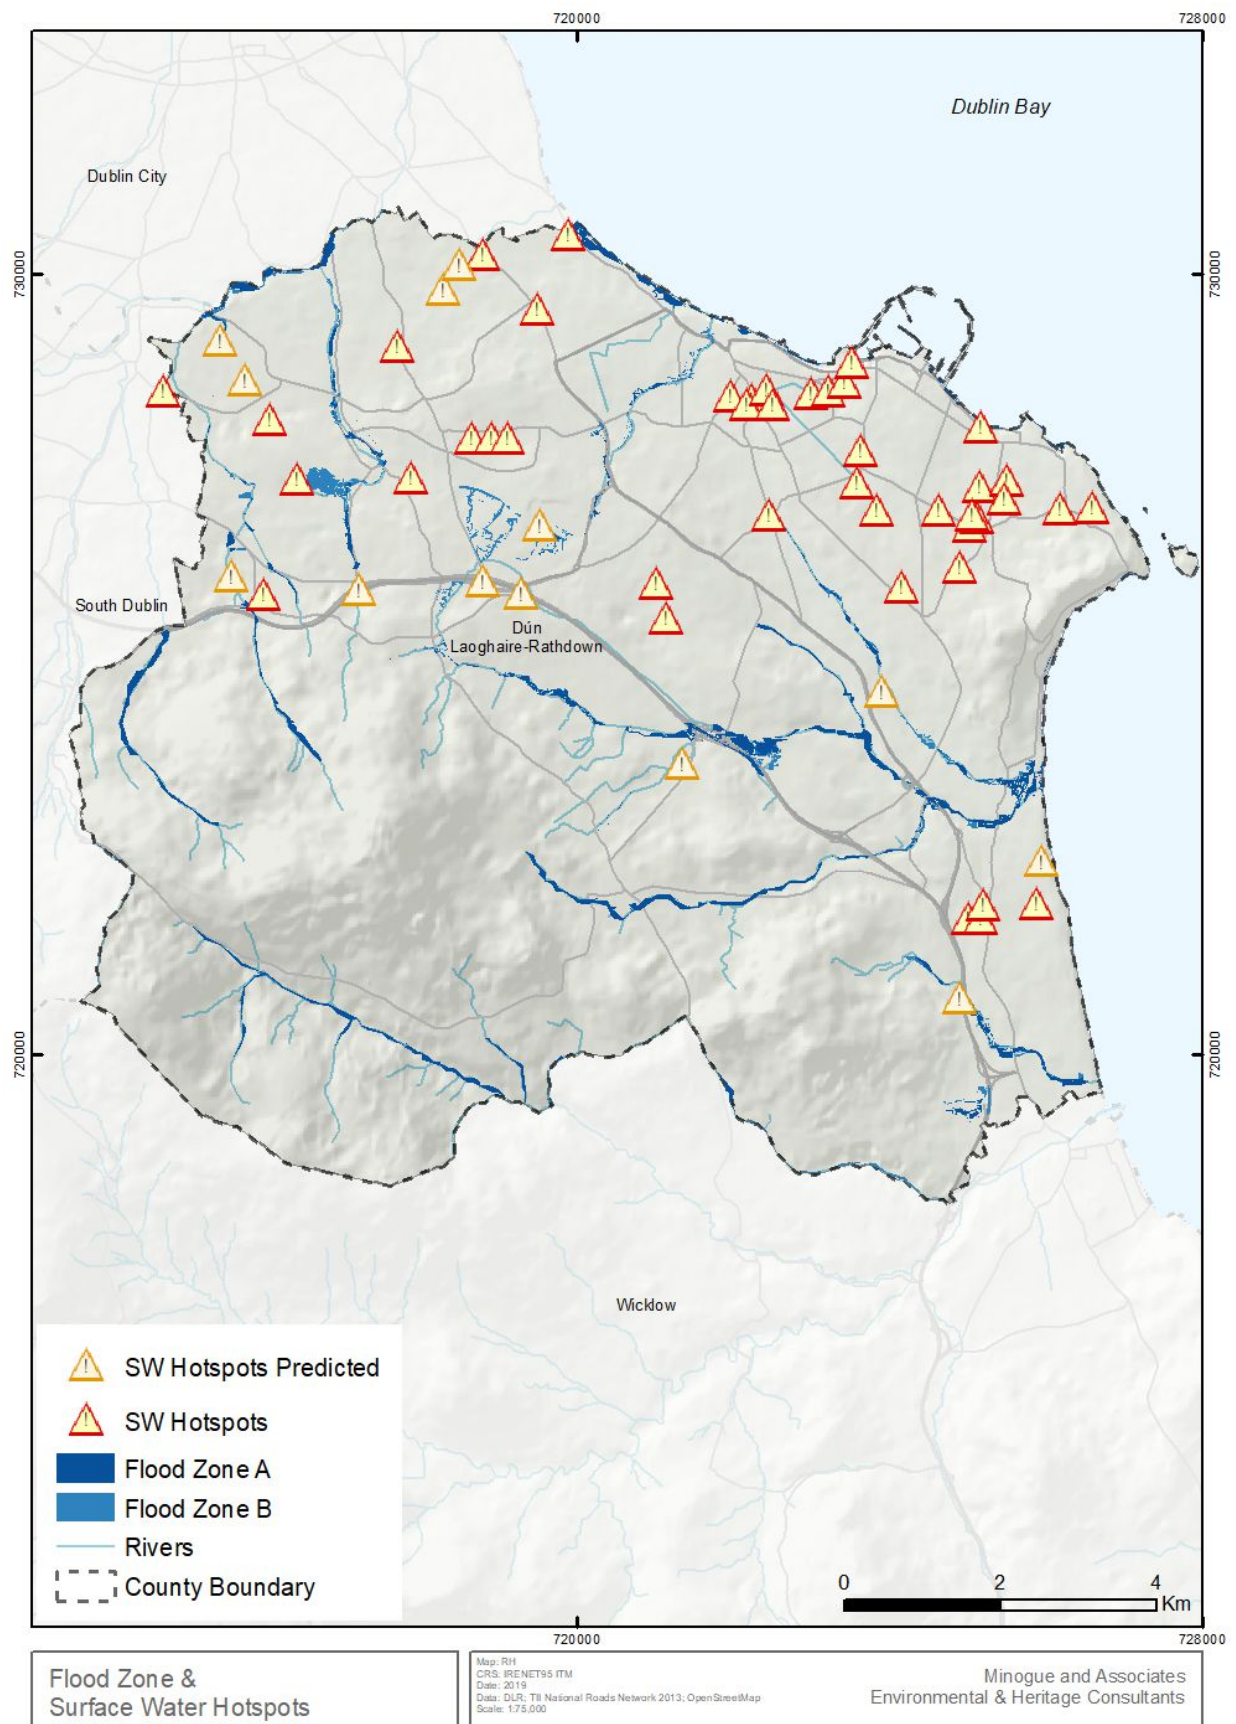 720000
728000
Dublin Bay
Dublin City
730000
730000
South Dublin
Dún
Laoghaire-Rathdown
720000
720000
Wicklow
! SW Hotspots Predicted
! SW Hotspots
Flood Zone A
Flood Zone B
Rivers
County Boundary
0 2 4
Km
720000
728000
Flood Zone &
Surface Water Hotspots
Map: RH
CRS: IRENET95 ITM
Date: 2019
Data: DLR; TII National Roads Network 2013; OpenStreetMap
Scale: 1:75,000
Minogue and Associates
Environmental & Heritage Consultants